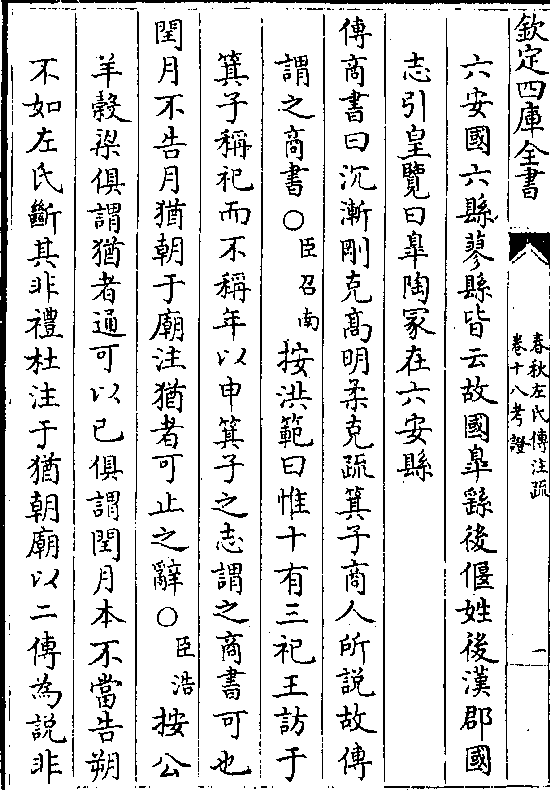 欽定四庫全書
春秋左氏傳注疏
卷十八考證
一
六安國六縣蓼縣皆云故國臯繇後偃姓後漢郡國
志引皇覽曰臯陶冢在六安縣
傳商書曰沉漸剛克高明柔克疏箕子商人所説故傳
謂之商書〇臣召南按洪範曰惟十有三祀王訪于
箕子稱祀而不稱年以申箕子之志謂之商書可也
閏月不告月猶朝于廟注猶者可止之辭〇臣浩按公
羊糓梁俱謂猶者通可以已俱謂閏月本不當告朔
不如左氏斷其非禮杜注于猶朝廟以二傳為説非